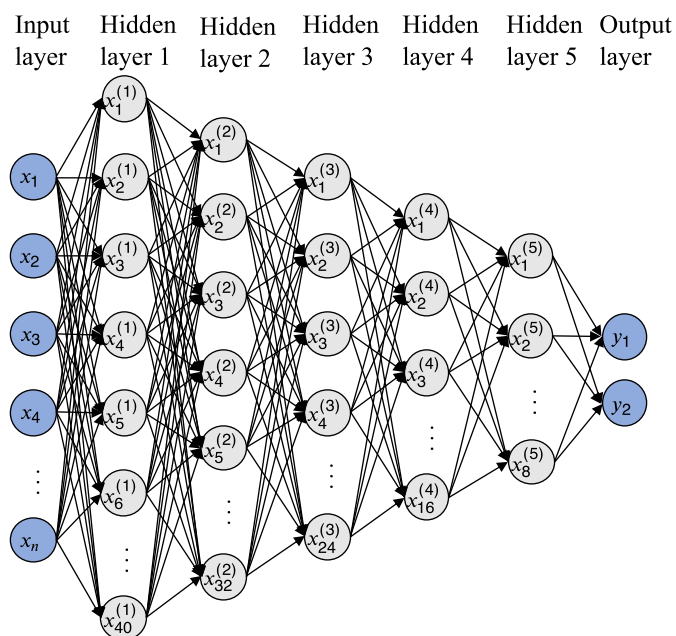 Input layer
Hidden layer 1
Hidden layer 2
Hidden layer 3
Hidden layer 4
Hidden layer 5
Output layer
x₁
x₂
x₃
x₄
⋮
xₙ
x₁⁽¹⁾
x₂⁽¹⁾
x₃⁽¹⁾
x₄⁽¹⁾
x₅⁽¹⁾
x₆⁽¹⁾
⋮
x₄₀⁽¹⁾
x₁⁽²⁾
x₂⁽²⁾
x₃⁽²⁾
x₄⁽²⁾
x₅⁽²⁾
⋮
x₃₂⁽²⁾
x₁⁽³⁾
x₂⁽³⁾
x₃⁽³⁾
x₄⁽³⁾
⋮
x₂₄⁽³⁾
x₁⁽⁴⁾
x₂⁽⁴⁾
x₃⁽⁴⁾
⋮
x₁₆⁽⁴⁾
x₁⁽⁵⁾
x₂⁽⁵⁾
⋮
x₈⁽⁵⁾
y₁
y₂